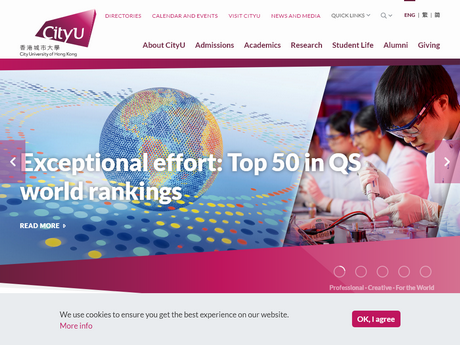 CityU
香港城市大學
City University of Hong Kong
DIRECTORIES
CALENDAR AND EVENTS
VISIT CITYU
NEWS AND MEDIA
QUICK LINKS
ENG | 繁 | 簡
About CityU
Admissions
Academics
Research
Student Life
Alumni
Giving
Exceptional effort: Top 50 in QS
world rankings
READ MORE
Professional · Creative · For the World
We use cookies to ensure you get the best experience on our website.
More info
OK, I agree